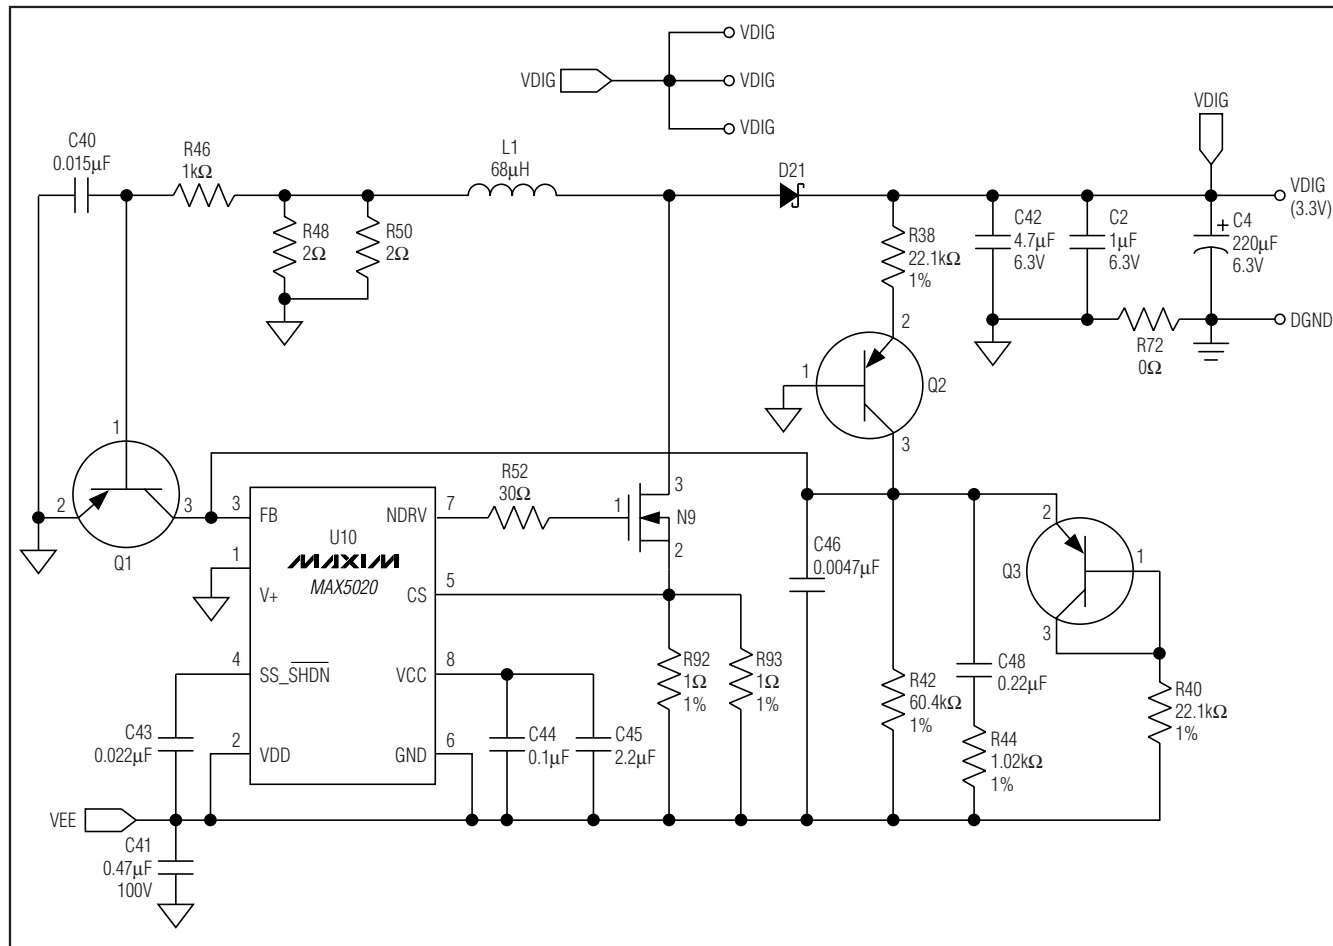 VDIG
VDIG
VDIG
VDIG
VDIG
C40
0.015µF
R46
1kΩ
L1
68µH
D21
VDIG
(3.3V)
R48
2Ω
R50
2Ω
R38
22.1kΩ
1%
C42
4.7µF
6.3V
C2
1µF
6.3V
+ C4
220µF
6.3V
DGND
R72
0Ω
2
1
Q2
3
1
2
3
Q1
R52
30Ω
3
FB
NDRV
7
1
3
N9
2
U10
MAXIM
MAX5020
1
V+
CS
5
C46
0.0047µF
2
Q3
1
3
4
SS_SHDN
VCC
8
R92
1Ω
1%
R93
1Ω
1%
C48
0.22µF
R42
60.4kΩ
1%
R40
22.1kΩ
1%
C43
0.022µF
2
VDD
GND
6
C44
0.1µF
C45
2.2µF
R44
1.02kΩ
1%
VEE
C41
0.47µF
100V